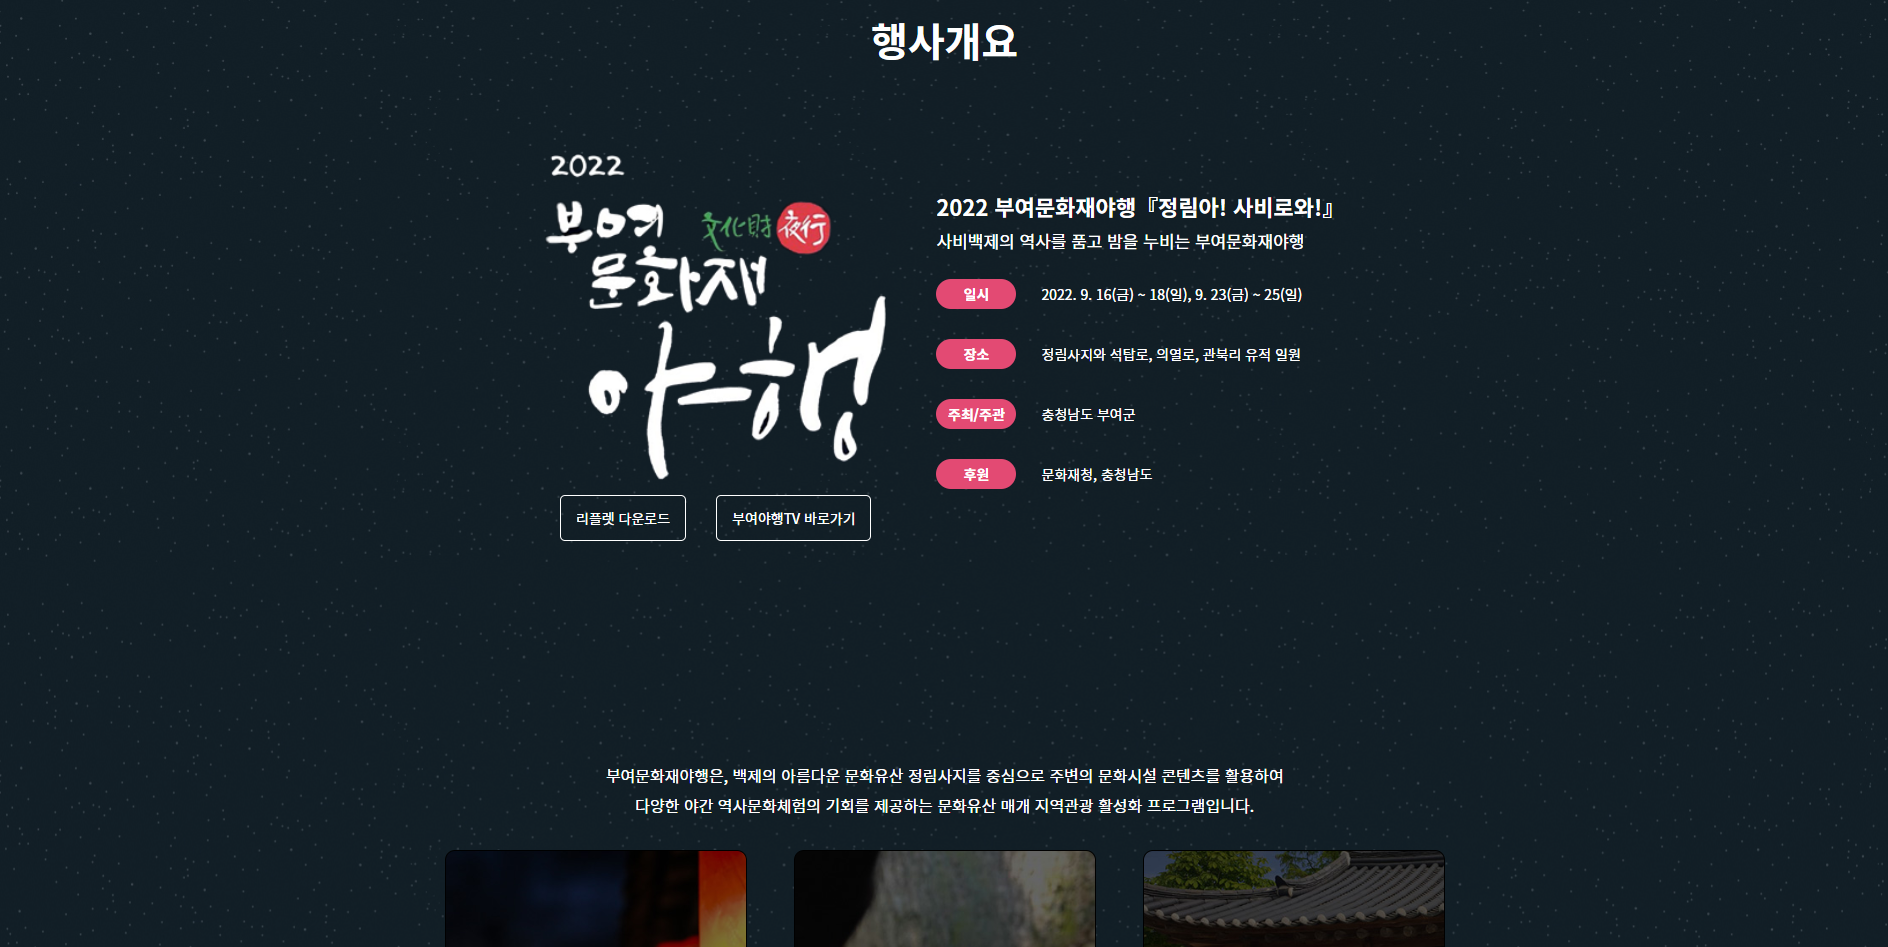 행사개요
2022
부여
文化財 夜行
문화재
야행
리플렛 다운로드
부여야행TV 바로가기
2022 부여문화재야행『정림아! 사비로와!』
사비백제의 역사를 품고 밤을 누비는 부여문화재야행
일시 2022. 9. 16(금) ~ 18(일), 9. 23(금) ~ 25(일)
장소 정림사지와 석탑로, 의열로, 관북리 유적 일원
주최/주관 충청남도 부여군
후원 문화재청, 충청남도
부여문화재야행은, 백제의 아름다운 문화유산 정림사지를 중심으로 주변의 문화시설 콘텐츠를 활용하여
다양한 야간 역사문화체험의 기회를 제공하는 문화유산 매개 지역관광 활성화 프로그램입니다.